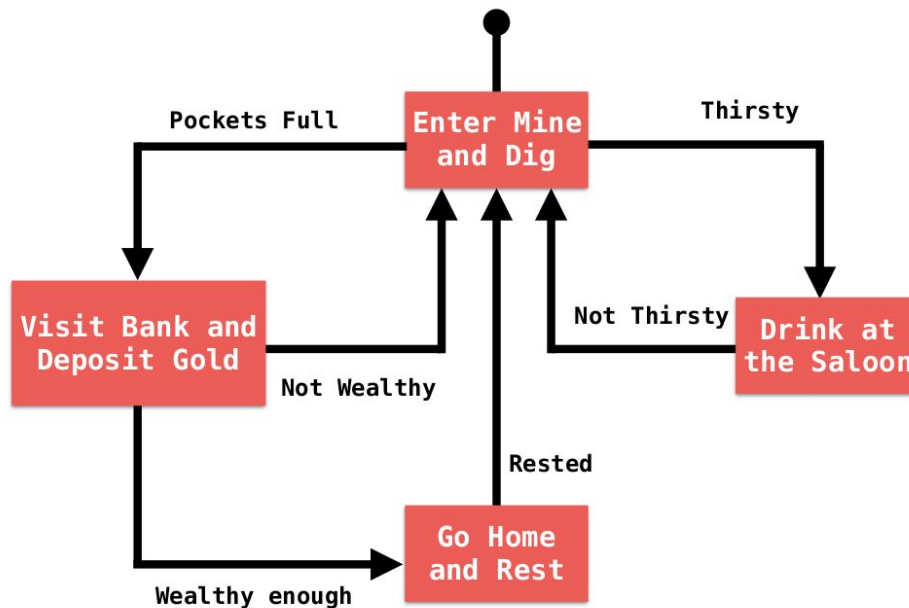 Enter Mine
and Dig
Pockets Full
Thirsty
Visit Bank and
Deposit Gold
Not Wealthy
Not Thirsty
Drink at
the Saloon
Rested
Go Home
and Rest
Wealthy enough